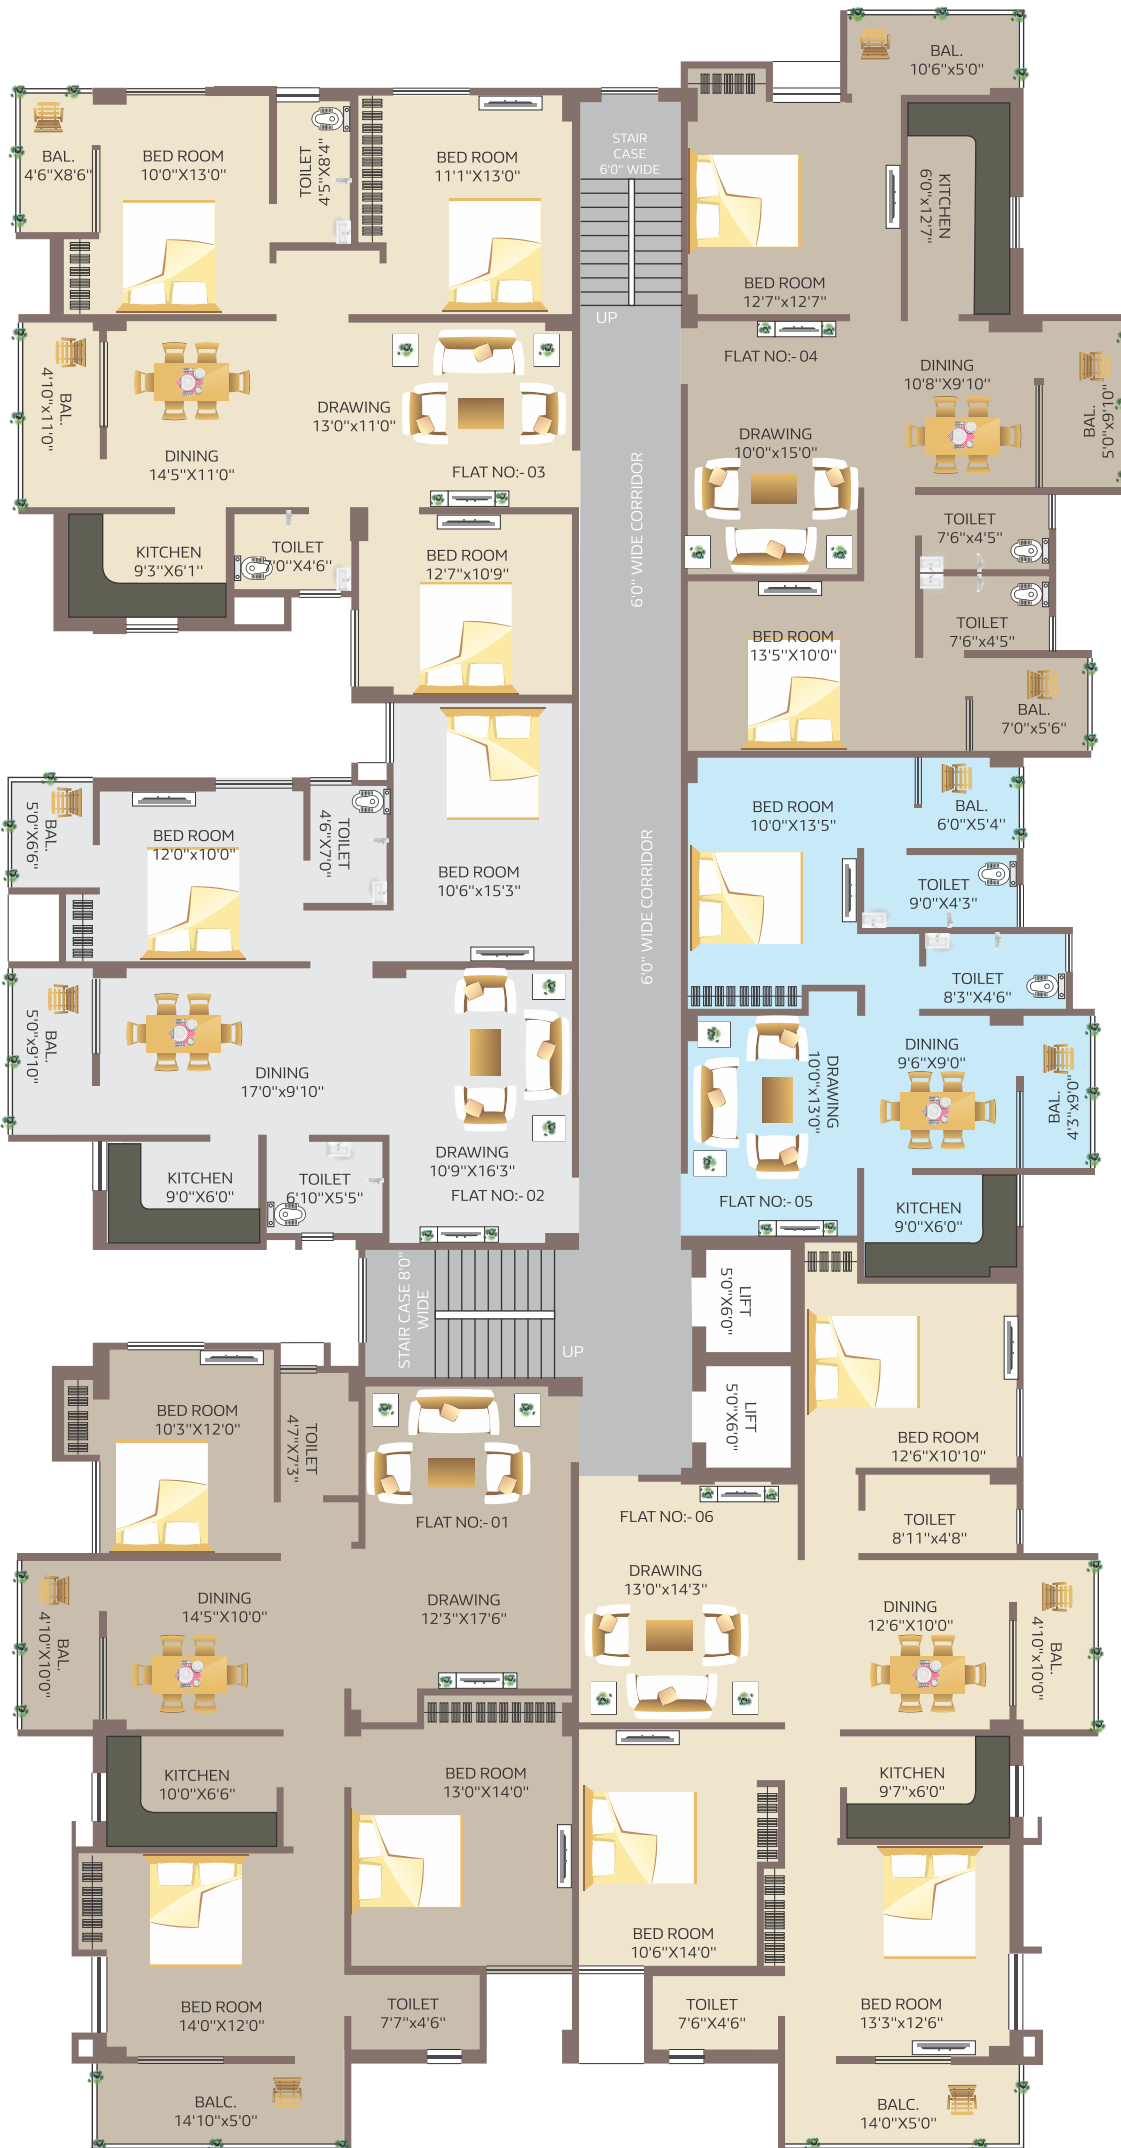 BAL.
10'6"x5'0"
STAIR
CASE
6'0" WIDE
UP
BAL.
4'6"X8'6"
BED ROOM
10'0"X13'0"
TOILET
4'5"X8'4"
BED ROOM
11'1"X13'0"
BED ROOM
12'7"x12'7"
KITCHEN
6'0"x12'7"
BAL.
4'10"x11'0"
DINING
14'5"X11'0"
DRAWING
13'0"x11'0"
FLAT NO:- 03
KITCHEN
9'3"X6'1"
TOILET
7'0"X4'6"
BED ROOM
12'7"x10'9"
FLAT NO:- 04
DINING
10'8"X9'10"
BAL.
5'0"x9'10"
DRAWING
10'0"x15'0"
TOILET
7'6"x4'5"
TOILET
7'6"x4'5"
BED ROOM
13'5"X10'0"
BAL.
7'0"x5'6"
6'0" WIDE CORRIDOR
6'0" WIDE CORRIDOR
BAL.
5'0"X6'6"
BED ROOM
12'0"x10'0"
TOILET
4'6"X7'0"
BED ROOM
10'6"x15'3"
BAL.
5'0"x9'10"
DINING
17'0"x9'10"
DRAWING
10'9"X16'3"
FLAT NO:- 02
KITCHEN
9'0"X6'0"
TOILET
6'10"X5'5"
BED ROOM
10'0"X13'5"
BAL.
6'0"X5'4"
TOILET
9'0"X4'3"
TOILET
8'3"X4'6"
DRAWING
10'0"x13'0"
DINING
9'6"X9'0"
BAL.
4'3"x9'0"
FLAT NO:- 05
KITCHEN
9'0"X6'0"
STAIR CASE 8'0"
WIDE
UP
LIFT
5'0"X6'0"
LIFT
5'0"X6'0"
BED ROOM
10'3"X12'0"
TOILET
4'7"X7'3"
FLAT NO:- 01
DRAWING
12'3"X17'6"
DINING
14'5"X10'0"
BAL.
4'10"X10'0"
KITCHEN
10'0"X6'6"
BED ROOM
13'0"X14'0"
BED ROOM
14'0"X12'0"
TOILET
7'7"x4'6"
BALC.
14'10"x5'0"
BED ROOM
12'6"X10'10"
TOILET
8'11"x4'8"
FLAT NO:- 06
DRAWING
13'0"x14'3"
DINING
12'6"X10'0"
BAL.
4'10"x10'0"
KITCHEN
9'7"x6'0"
BED ROOM
10'6"X14'0"
TOILET
7'6"X4'6"
BED ROOM
13'3"x12'6"
BALC.
14'0"X5'0"